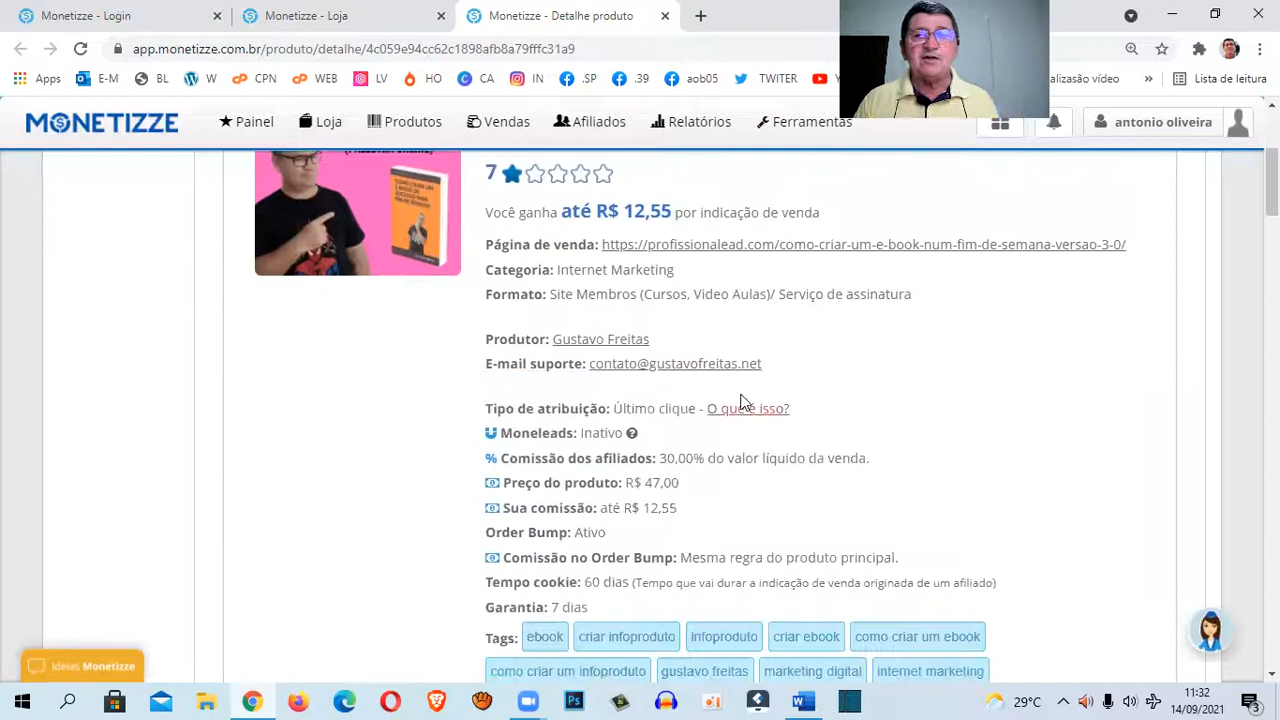 Monetizze - Login
Monetizze - Loja
Monetizze - Detalhe produto
app.monetizze.com.br/produto/detalhe/4c059e94cc62c1898afb8a79fffc31a9
Apps
E-M
BL
W
CPN
WEB
LV
HO
CA
IN
.SP
.39
aob05
TWITER
alizasão vídeo
»
Lista de leitura
MONETIZZE
Painel
Loja
Produtos
Vendas
Afiliados
Relatórios
Ferramentas
antonio oliveira
7
Você ganha até R$ 12,55 por indicação de venda
Página de venda: https://profissionalead.com/como-criar-um-e-book-num-fim-de-semana-versao-3-0/
Categoria: Internet Marketing
Formato: Site Membros (Cursos, Video Aulas)/ Serviço de assinatura
Produtor: Gustavo Freitas
E-mail suporte: contato@gustavofreitas.net
Tipo de atribuição: Último clique - O que é isso?
Moneleads: Inativo
% Comissão dos afiliados: 30,00% do valor líquido da venda.
Preço do produto: R$ 47,00
Sua comissão: até R$ 12,55
Order Bump: Ativo
Comissão no Order Bump: Mesma regra do produto principal.
Tempo cookie: 60 dias (Tempo que vai durar a indicação de venda originada de um afiliado)
Garantia: 7 dias
Tags: ebook criar infoproduto infoproduto criar ebook como criar um ebook
como criar um infoproduto gustavo freitas marketing digital internet marketing
Ideias Monetizze
29°C
11:32
14/09/2021
3